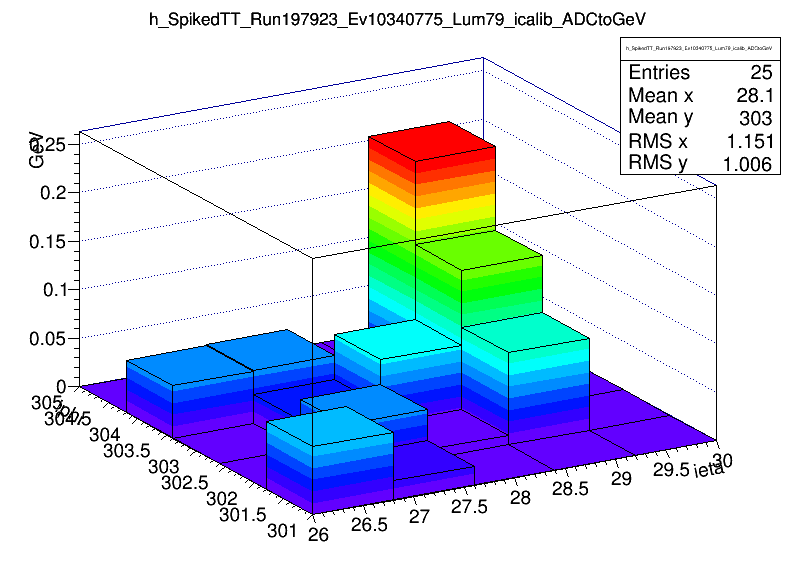 h_SpikedTT_Run197923_Ev10340775_Lum79_icalib_ADCtoGeV
h_SpikedTT_Run197923_Ev10340775_Lum79_icalib_ADCtoGeV
Entries 25
Mean x 28.1
Mean y 303
RMS x 1.151
RMS y 1.006
GeV
0.25
0.2
0.15
0.1
0.05
0
305
304.5
304
303.5
303
302.5
302
301.5
301
26
26.5
27
27.5
28
28.5
29
29.5
30
ieta